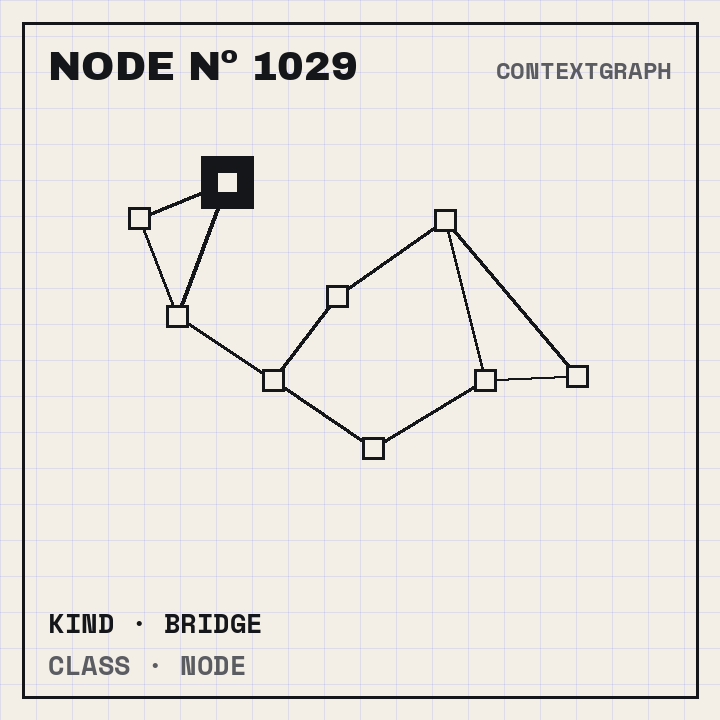 NODE Nº 1029
CONTEXTGRAPH
KIND · BRIDGE
CLASS · NODE